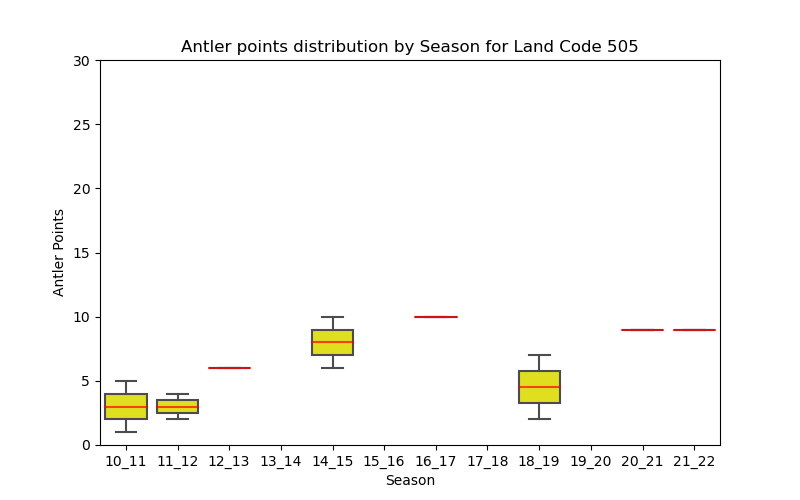 Antler points distribution by Season for Land Code 505
30
25
20
15
10
5
0
Antler Points
10_11 11_12 12_13 13_14 14_15 15_16 16_17 17_18 18_19 19_20 20_21 21_22
Season